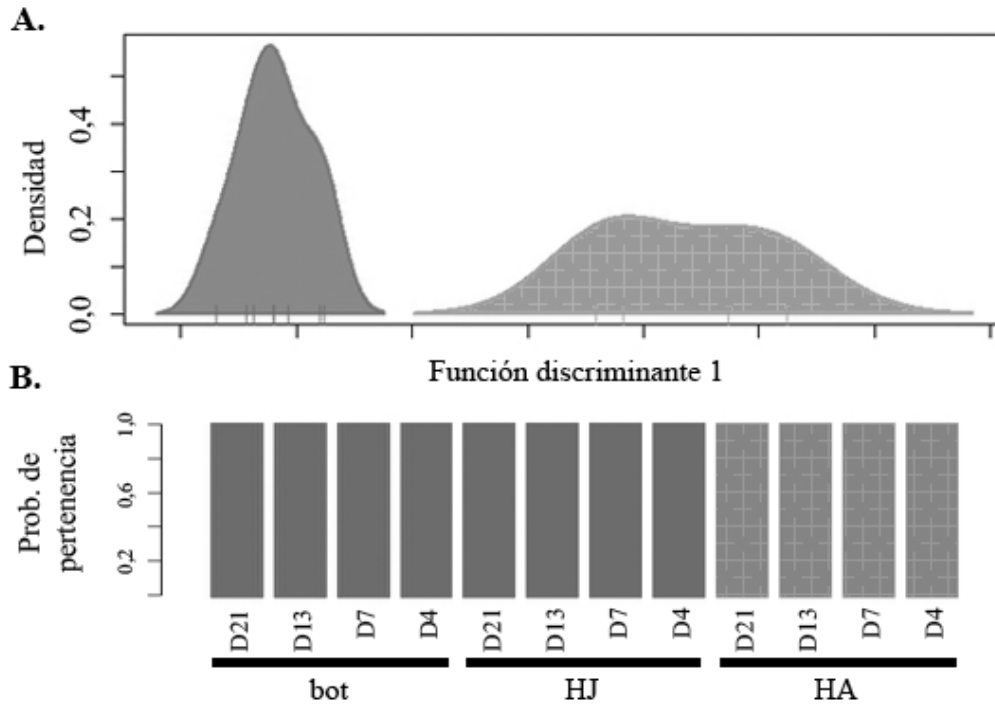 A.
Densidad
0,4
0,2
0,0
Función discriminante 1
B.
Prob. de
pertenencia
1,0
0,6
0,2
D21 D13 D7 D4 D21 D13 D7 D4 D21 D13 D7 D4
bot HJ HA